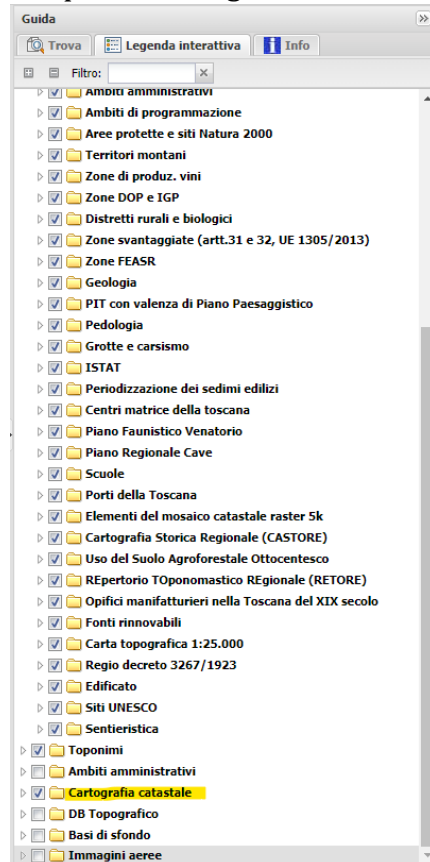 Guida
Trova Legenda interattiva Info
Filtro:
Ambiti amministrativi
Ambiti di programmazione
Aree protette e siti Natura 2000
Territori montani
Zone di produz. vini
Zone DOP e IGP
Distretti rurali e biologici
Zone svantaggiate (artt.31 e 32, UE 1305/2013)
Zone FEASR
Geologia
PIT con valenza di Piano Paesaggistico
Pedologia
Grotte e carsismo
ISTAT
Periodizzazione dei sedimi edilizi
Centri matrice della toscana
Piano Faunistico Venatorio
Piano Regionale Cave
Scuole
Porti della Toscana
Elementi del mosaico catastale raster 5k
Cartografia Storica Regionale (CASTORE)
Uso del Suolo Agroforestale Ottocentesco
REpertorio TOponomastico REgionale (RETORE)
Opifici manifatturieri nella Toscana del XIX secolo
Fonti rinnovabili
Carta topografica 1:25.000
Regio decreto 3267/1923
Edificato
Siti UNESCO
Sentieristica
Toponimi
Ambiti amministrativi
Cartografia catastale
DB Topografico
Basi di sfondo
Immagini aeree